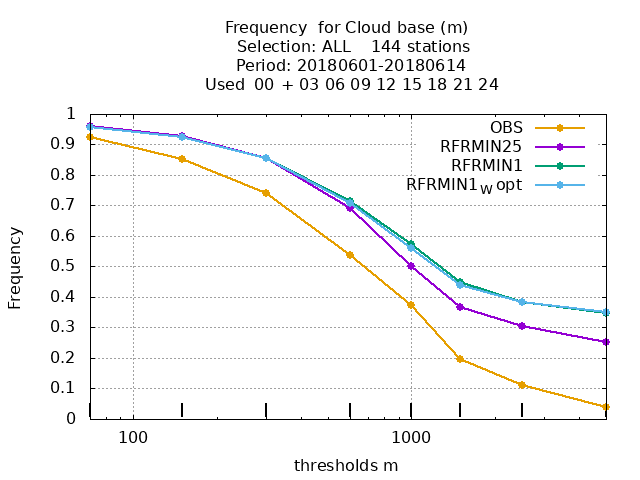 Frequency  for Cloud base (m)
Selection: ALL    144 stations
Period: 20180601-20180614
Used  00  + 03 06 09 12 15 18 21 24
1
0.9
0.8
0.7
0.6
0.5
0.4
0.3
0.2
0.1
0
Frequency
OBS
RFRMIN25
RFRMIN1
RFRMIN1w opt
100 1000
thresholds m